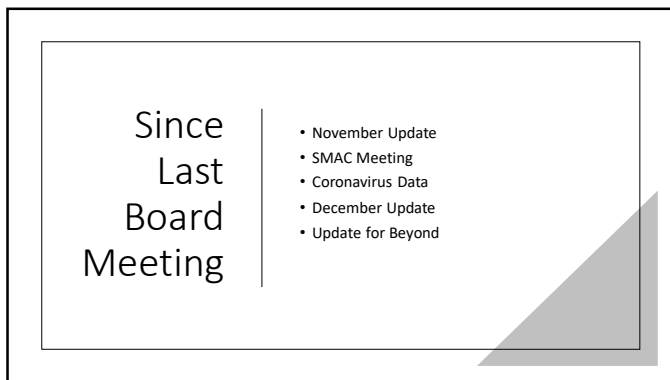 Since
Last
Board
Meeting
• November Update
• SMAC Meeting
• Coronavirus Data
• December Update
• Update for Beyond